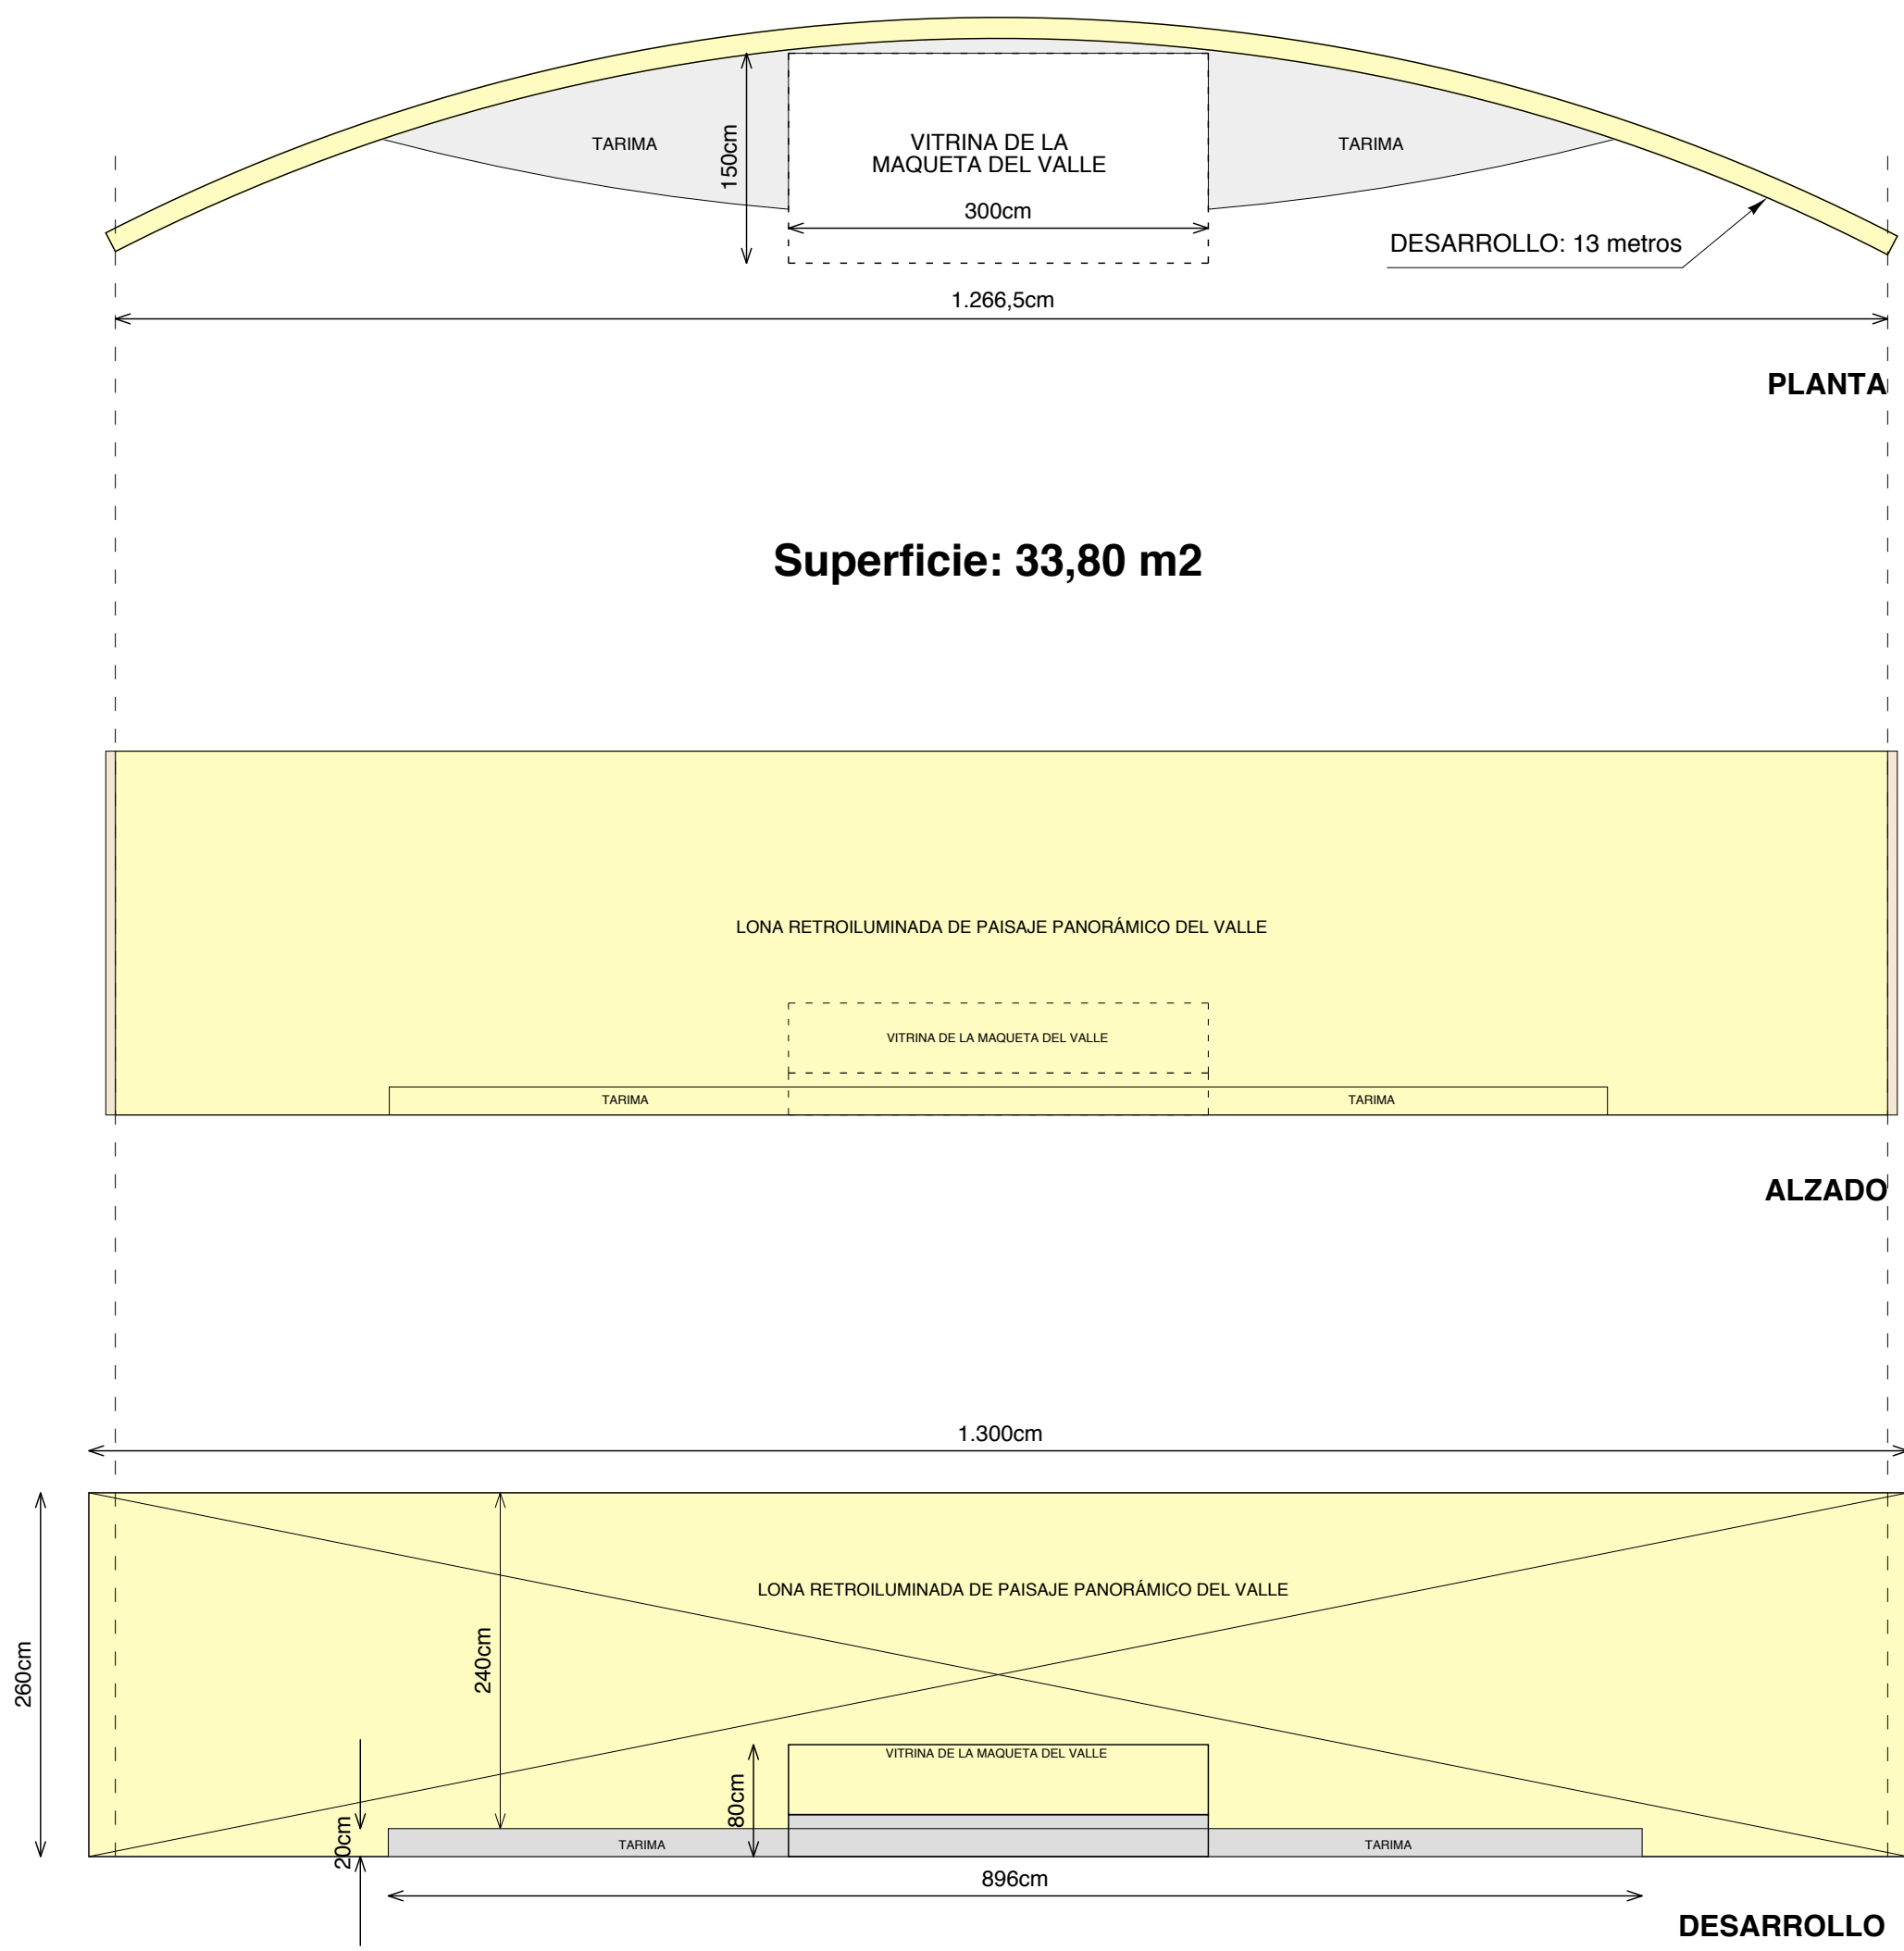 TARIMA
150cm
VITRINA DE LA
MAQUETA DEL VALLE
TARIMA
300cm
DESARROLLO: 13 metros
1.266,5cm
PLANTA
Superficie: 33,80 m2
LONA RETROILUMINADA DE PAISAJE PANORÁMICO DEL VALLE
VITRINA DE LA MAQUETA DEL VALLE
TARIMA
TARIMA
ALZADO
1.300cm
LONA RETROILUMINADA DE PAISAJE PANORÁMICO DEL VALLE
260cm
240cm
VITRINA DE LA MAQUETA DEL VALLE
80cm
20cm
TARIMA
TARIMA
896cm
DESARROLLO